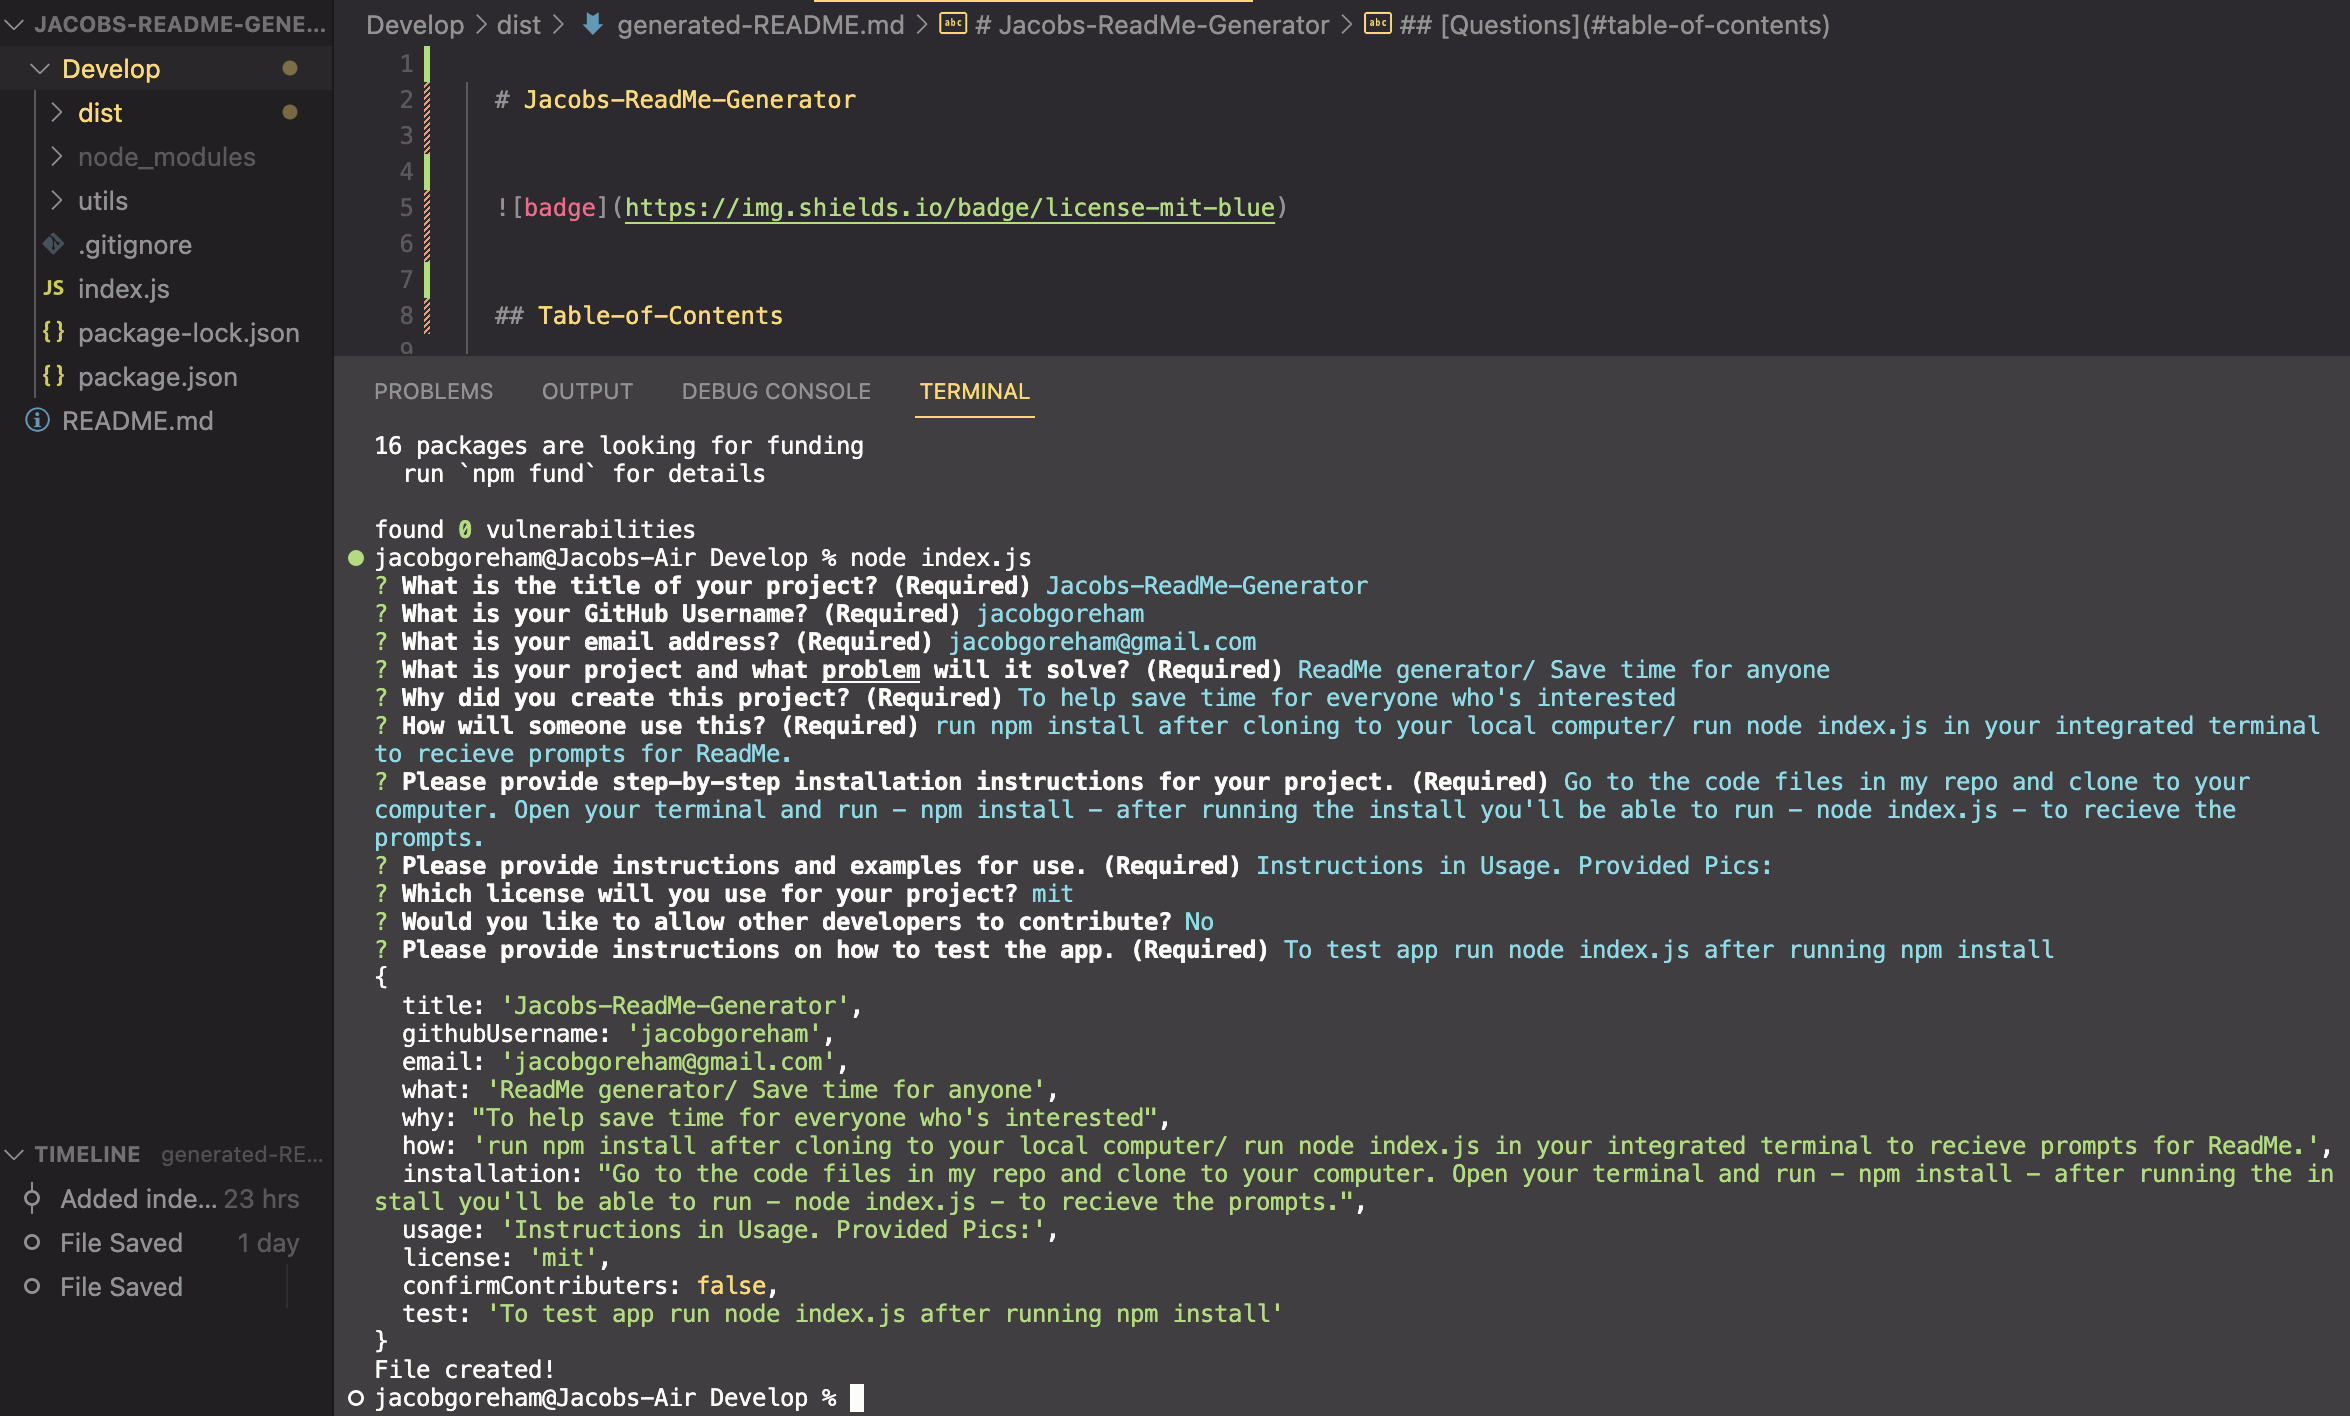 JACOBS-README-GENE...
Develop
dist
node_modules
utils
.gitignore
JS index.js
{} package-lock.json
{} package.json
README.md
TIMELINE generated-RE...
Added inde... 23 hrs
File Saved 1 day
File Saved
Develop > dist > generated-README.md > abc # Jacobs-ReadMe-Generator > abc ## [Questions](#table-of-contents)
1
2 # Jacobs-ReadMe-Generator
3
4
5 ![badge](https://img.shields.io/badge/license-mit-blue)
6
7
8 ## Table-of-Contents
9
PROBLEMS OUTPUT DEBUG CONSOLE TERMINAL
16 packages are looking for funding
run `npm fund` for details
found 0 vulnerabilities
jacobgoreham@Jacobs-Air Develop % node index.js
? What is the title of your project? (Required) Jacobs-ReadMe-Generator
? What is your GitHub Username? (Required) jacobgoreham
? What is your email address? (Required) jacobgoreham@gmail.com
? What is your project and what problem will it solve? (Required) ReadMe generator/ Save time for anyone
? Why did you create this project? (Required) To help save time for everyone who's interested
? How will someone use this? (Required) run npm install after cloning to your local computer/ run node index.js in your integrated terminal
to recieve prompts for ReadMe.
? Please provide step-by-step installation instructions for your project. (Required) Go to the code files in my repo and clone to your
computer. Open your terminal and run - npm install - after running the install you'll be able to run - node index.js - to recieve the
prompts.
? Please provide instructions and examples for use. (Required) Instructions in Usage. Provided Pics:
? Which license will you use for your project? mit
? Would you like to allow other developers to contribute? No
? Please provide instructions on how to test the app. (Required) To test app run node index.js after running npm install
{
title: 'Jacobs-ReadMe-Generator',
githubUsername: 'jacobgoreham',
email: 'jacobgoreham@gmail.com',
what: 'ReadMe generator/ Save time for anyone',
why: "To help save time for everyone who's interested",
how: 'run npm install after cloning to your local computer/ run node index.js in your integrated terminal to recieve prompts for ReadMe.',
installation: "Go to the code files in my repo and clone to your computer. Open your terminal and run - npm install - after running the in
stall you'll be able to run - node index.js - to recieve the prompts.",
usage: 'Instructions in Usage. Provided Pics:',
license: 'mit',
confirmContributers: false,
test: 'To test app run node index.js after running npm install'
}
File created!
jacobgoreham@Jacobs-Air Develop %